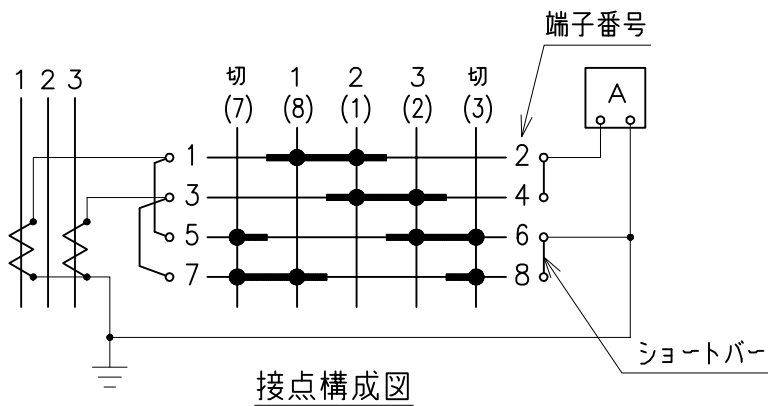 端子番号
1 2 3
切 1 2 3 切
(7) (8) (1) (2) (3)
A
1 2
3 4
5 6
7 8
ショートバー
接点構成図